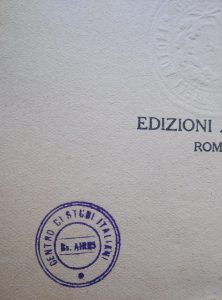 EDIZIONI
ROM
CENTRO DI STUDI ITALIANI
Bs. AIRES